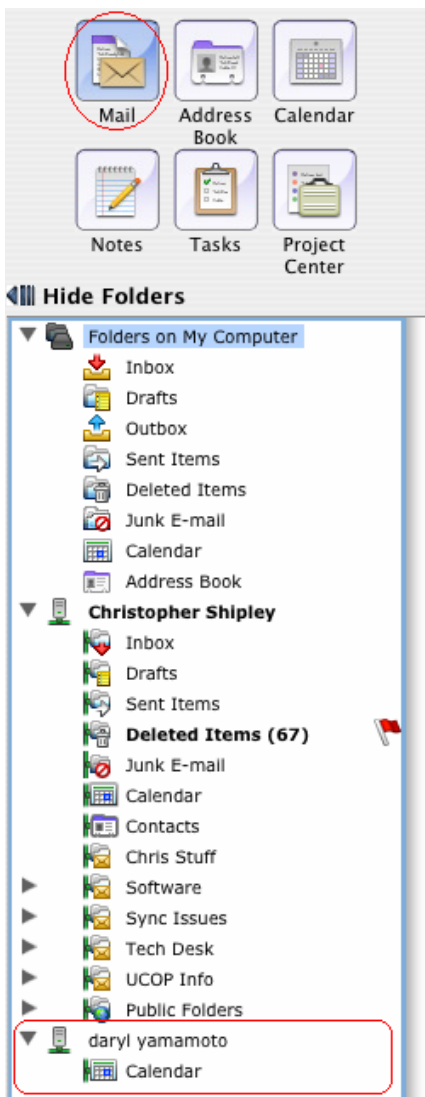 Mail Address Calendar
Book
Notes Tasks Project
Center
Hide Folders
Folders on My Computer
Inbox
Drafts
Outbox
Sent Items
Deleted Items
Junk E-mail
Calendar
Address Book
Christopher Shipley
Inbox
Drafts
Sent Items
Deleted Items (67)
Junk E-mail
Calendar
Contacts
Chris Stuff
Software
Sync Issues
Tech Desk
UCOP Info
Public Folders
daryl yamamoto
Calendar